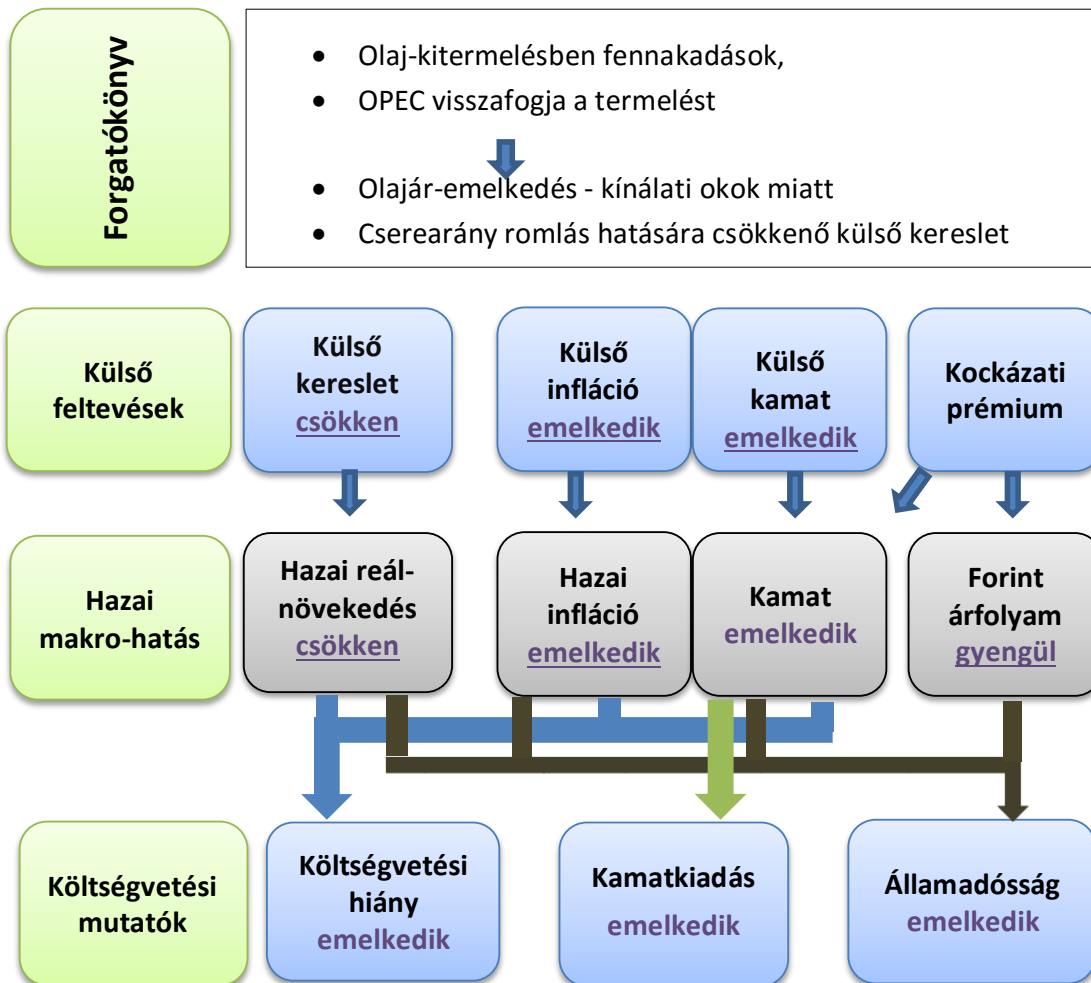 Forgatókönyv
• Olaj-kitermelésben fennakadások,
• OPEC visszafogja a termelést
• Olajár-emelkedés - kínálati okok miatt
• Cserearány romlás hatására csökkenő külső kereslet
Külső
feltevések
Külső
kereslet
csökken
Külső
infláció
emelkedik
Külső
kamat
emelkedik
Kockázati
prémium
Hazai
makro-hatás
Hazai reál-
növekedés
csökken
Hazai
infláció
emelkedik
Kamat
emelkedik
Forint
árfolyam
gyengül
Költségvetési
mutatók
Költségvetési
hiány
emelkedik
Kamatkiadás
emelkedik
Államadósság
emelkedik